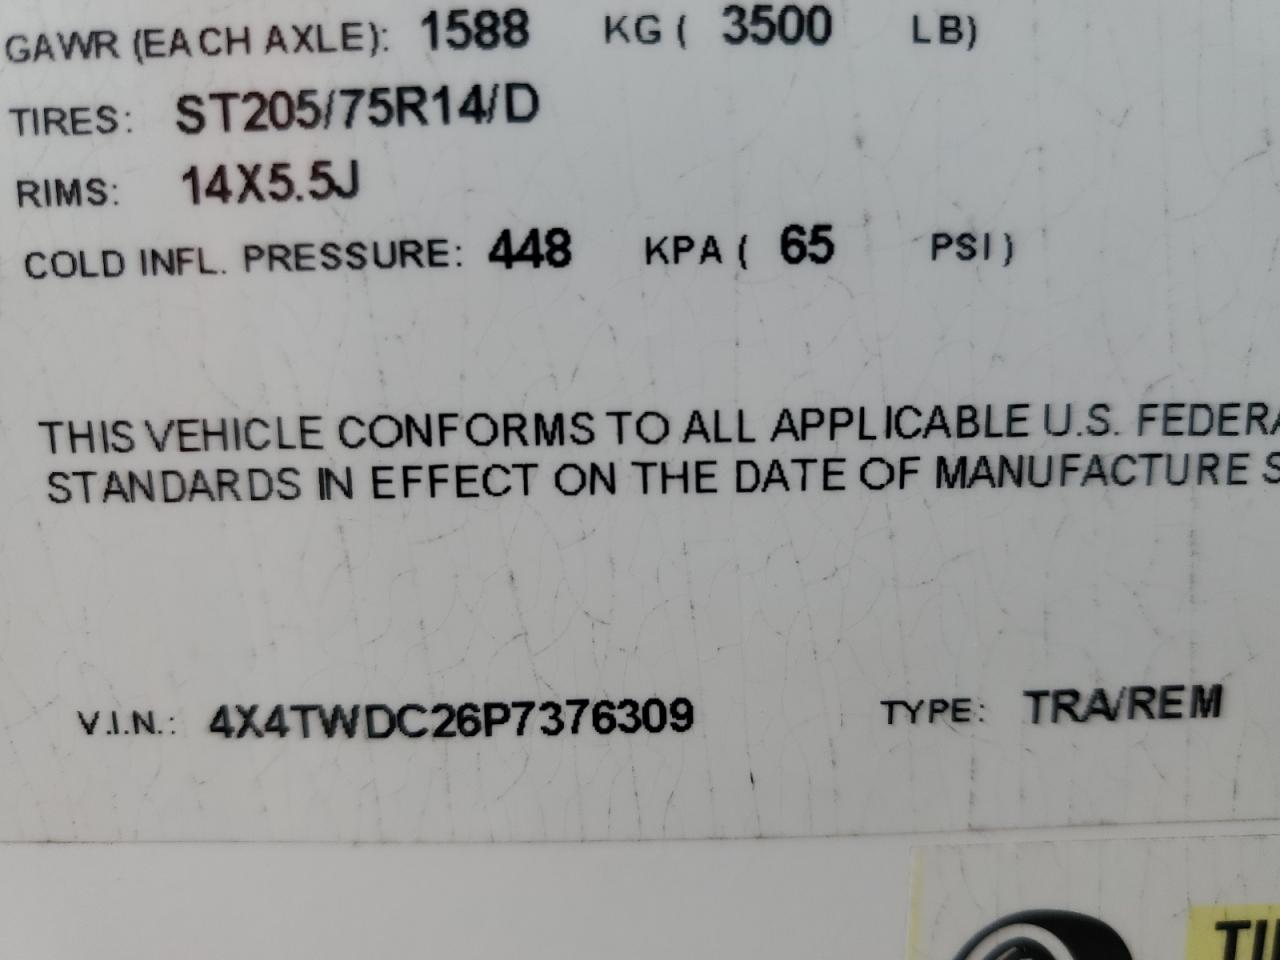 GAWR (EACH AXLE): 1588 KG ( 3500 LB)
TIRES: ST205/75R14/D
RIMS: 14X5.5J
COLD INFL. PRESSURE: 448 KPA ( 65 PSI )
THIS VEHICLE CONFORMS TO ALL APPLICABLE U.S. FEDERA
STANDARDS IN EFFECT ON THE DATE OF MANUFACTURE S
V.I.N.: 4X4TWDC26P7376309 TYPE: TRA/REM